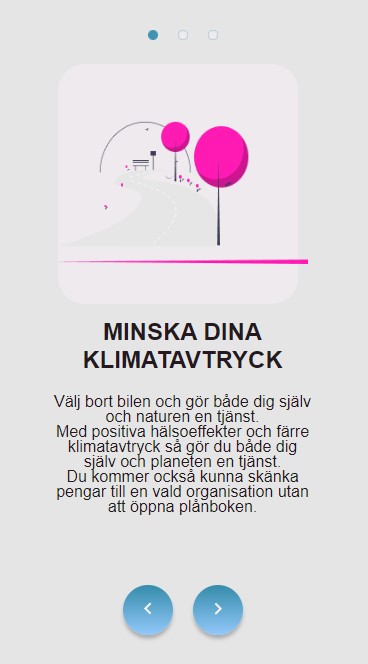 MINSKA DINA
KLIMATAVTRYCK
Välj bort bilen och gör både dig själv
och naturen en tjänst.
Med positiva hälsoeffekter och färre
klimatavtryck så gör du både dig
själv och planeten en tjänst.
Du kommer också kunna skänka
pengar till en vald organisation utan
att öppna plånboken.